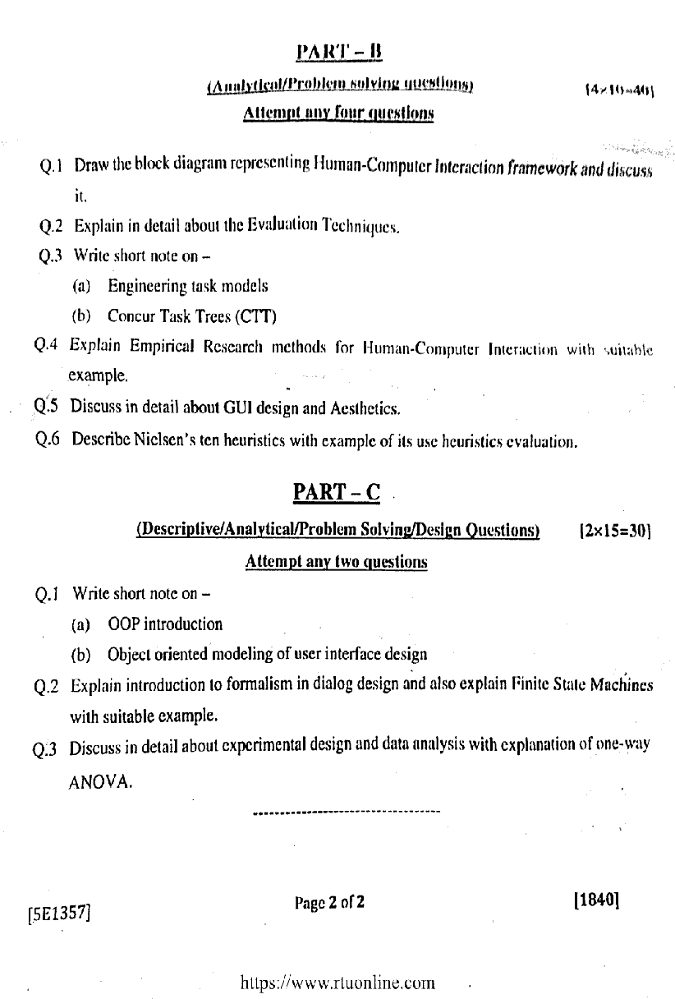 PART – B
(Analytical/Problem solving questions) [4×10=40]
Attempt any four questions
Q.1 Draw the block diagram representing Human-Computer Interaction framework and discuss
it.
Q.2 Explain in detail about the Evaluation Techniques.
Q.3 Write short note on –
(a) Engineering task models
(b) Concur Task Trees (CTT)
Q.4 Explain Empirical Research methods for Human-Computer Interaction with suitable
example.
Q.5 Discuss in detail about GUI design and Aesthetics.
Q.6 Describe Nielsen's ten heuristics with example of its use heuristics evaluation.
PART – C
(Descriptive/Analytical/Problem Solving/Design Questions) [2×15=30]
Attempt any two questions
Q.1 Write short note on –
(a) OOP introduction
(b) Object oriented modeling of user interface design
Q.2 Explain introduction to formalism in dialog design and also explain Finite State Machines
with suitable example.
Q.3 Discuss in detail about experimental design and data analysis with explanation of one-way
ANOVA.
---------------------------------
[5E1357] Page 2 of 2 [1840]
https://www.rtuonline.com